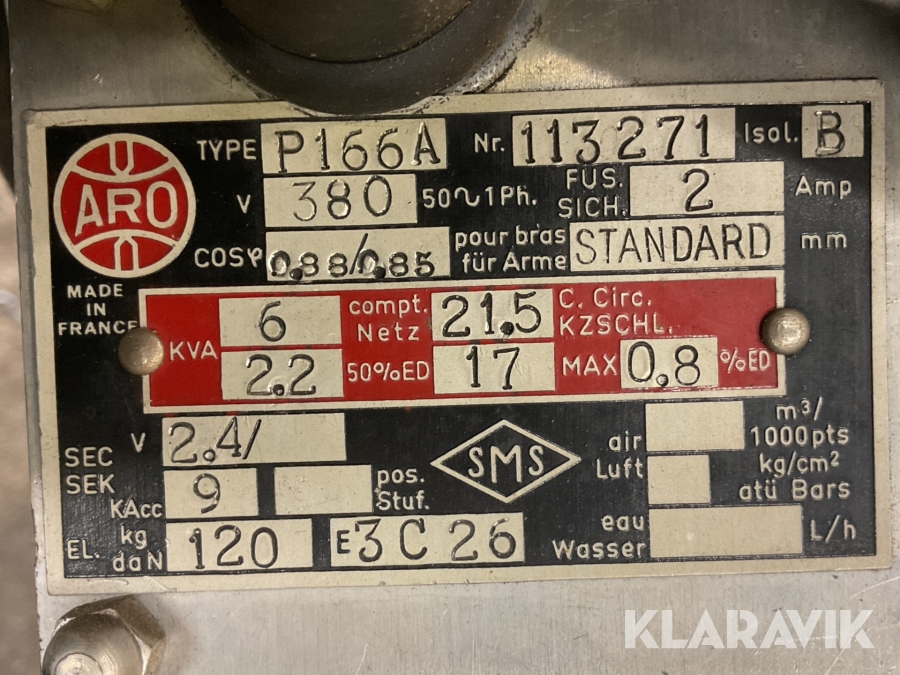 ARO
MADE
IN
FRANCE
TYPE P166A Nr. 113271 Isol. B
V 380 50~1Ph. FUS. SICH. 2 Amp
COSφ 0.88/0.85 pour bras für Arme STANDARD mm
KVA 6 compt. Netz 21.5 C. Circ. KZSCHL.
2.2 50%ED 17 MAX 0.8 %ED
SEC SEK V 2.4/
KAcc 9 pos. Stuf.
EL. kg daN 120 E3C26
SMS
air Luft m³/ 1000pts
kg/cm² atü Bars
eau Wasser L/h
KLARAVIK